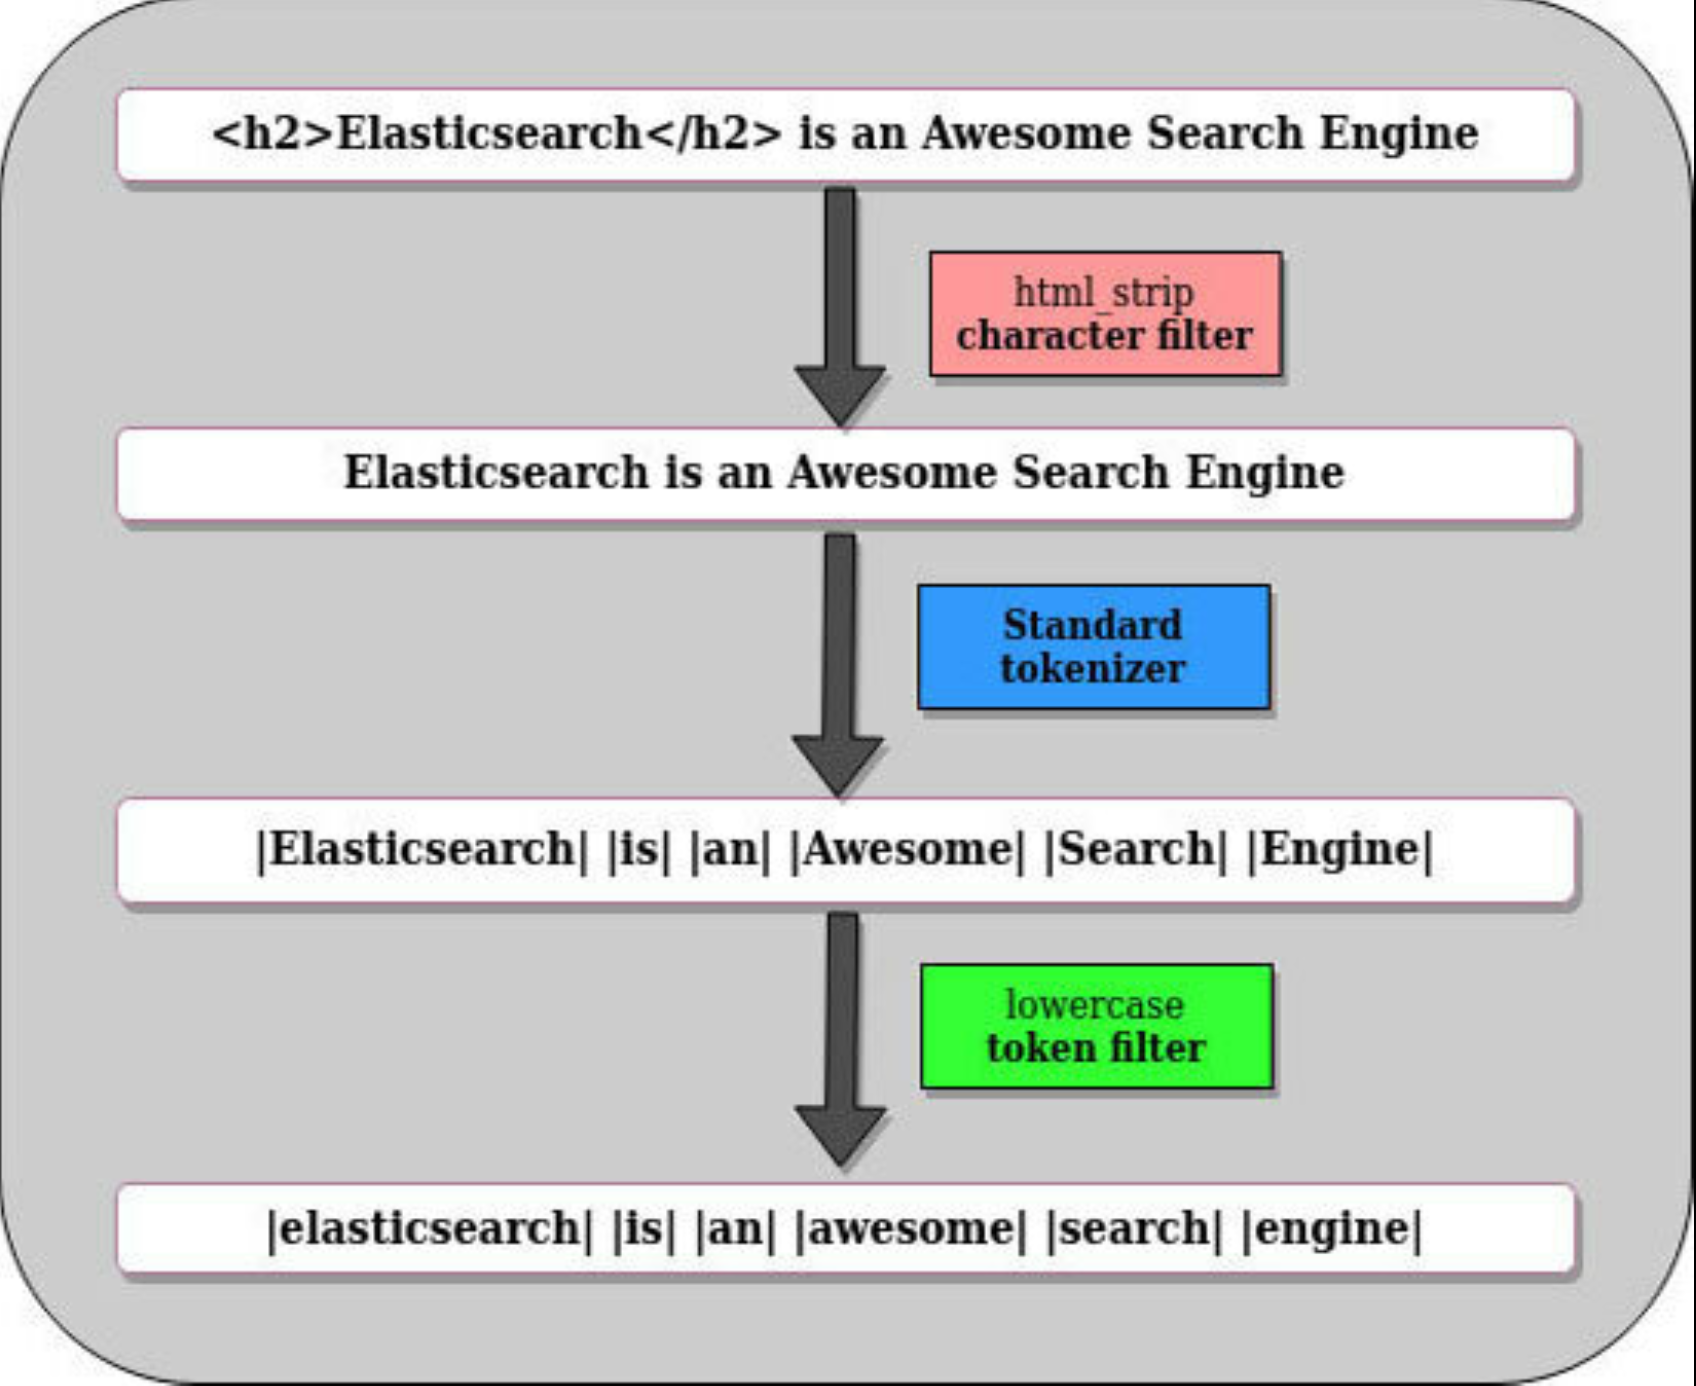 <h2>Elasticsearch</h2> is an Awesome Search Engine
html_strip
character filter
Elasticsearch is an Awesome Search Engine
Standard
tokenizer
|Elasticsearch| |is| |an| |Awesome| |Search| |Engine|
lowercase
token filter
|elasticsearch| |is| |an| |awesome| |search| |engine|